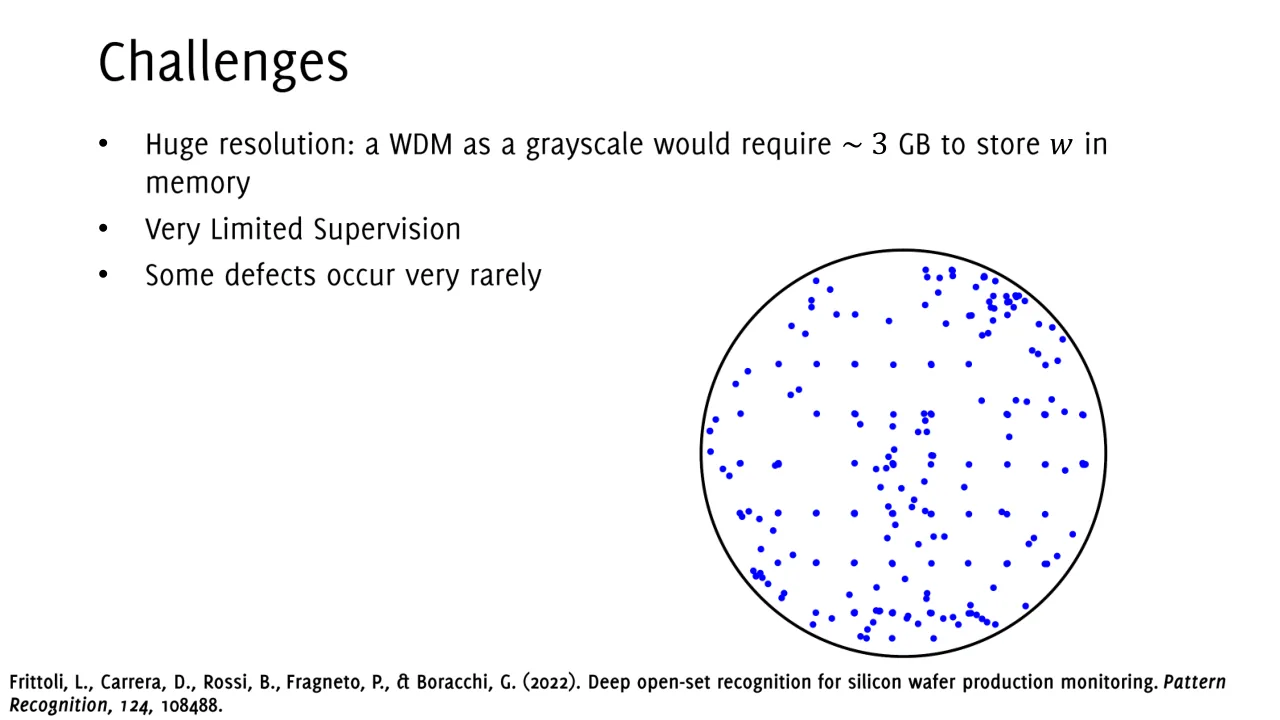 Challenges
• Huge resolution: a WDM as a grayscale would require ~ 3 GB to store w in
memory
• Very Limited Supervision
• Some defects occur very rarely
Frittoli, L., Carrera, D., Rossi, B., Fragneto, P., & Boracchi, G. (2022). Deep open-set recognition for silicon wafer production monitoring. Pattern
Recognition, 124, 108488.